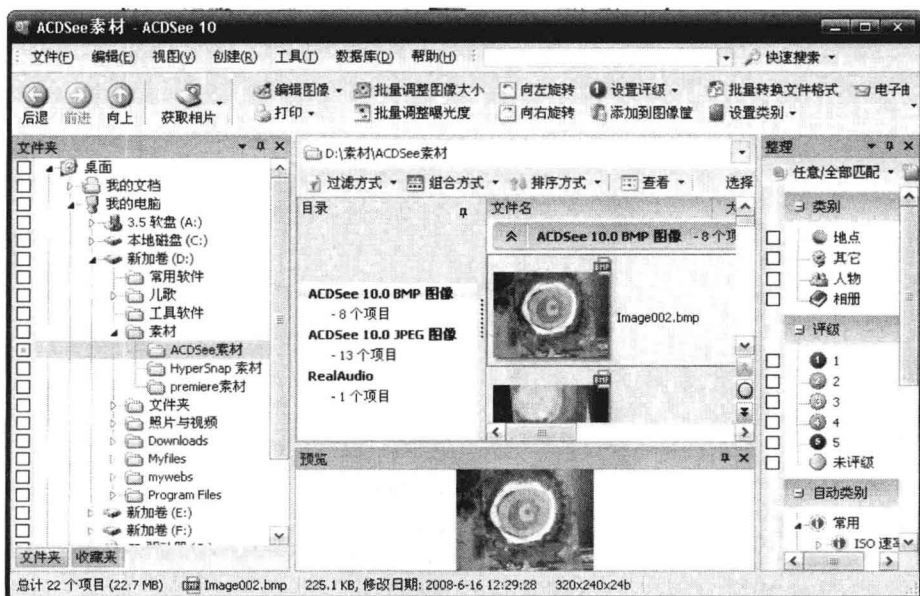 ACDSee素材 - ACDSee 10
文件(F) 编辑(E) 视图(V) 创建(R) 工具(T) 数据库(D) 帮助(H) 快速搜索
后退 前进 向上 获取相片
编辑图像 批量调整图像大小 向左旋转 设置评级 批量转换文件格式 电子邮
打印 批量调整曝光度 向右旋转 添加到图像筐 设置类别
文件夹
桌面
我的文档
我的电脑
3.5 软盘 (A:)
本地磁盘 (C:)
新加卷 (D:)
常用软件
儿歌
工具软件
素材
ACDSee素材
HyperSnap 素材
premiere素材
文件夹
照片与视频
Downloads
Myfiles
mywebs
Program Files
新加卷 (E:)
新加卷 (F:)
文件夹 收藏夹
D:\素材\ACDSee素材
过滤方式 组合方式 排序方式 查看 选择
目录
ACDSee 10.0 BMP 图像
- 8 个项目
ACDSee 10.0 JPEG 图像
- 13 个项目
RealAudio
- 1 个项目
文件名 大
ACDSee 10.0 BMP 图像 - 8 个项
BMP
Image002.bmp
BMP
预览
整理
任意/全部匹配
类别
地点
其它
人物
相册
评级
1
2
3
4
5
未评级
自动类别
常用
ISO 速率
总计 22 个项目 (22.7 MB) Image002.bmp 225.1 KB, 修改日期: 2008-6-16 12:29:28 320x240x24b